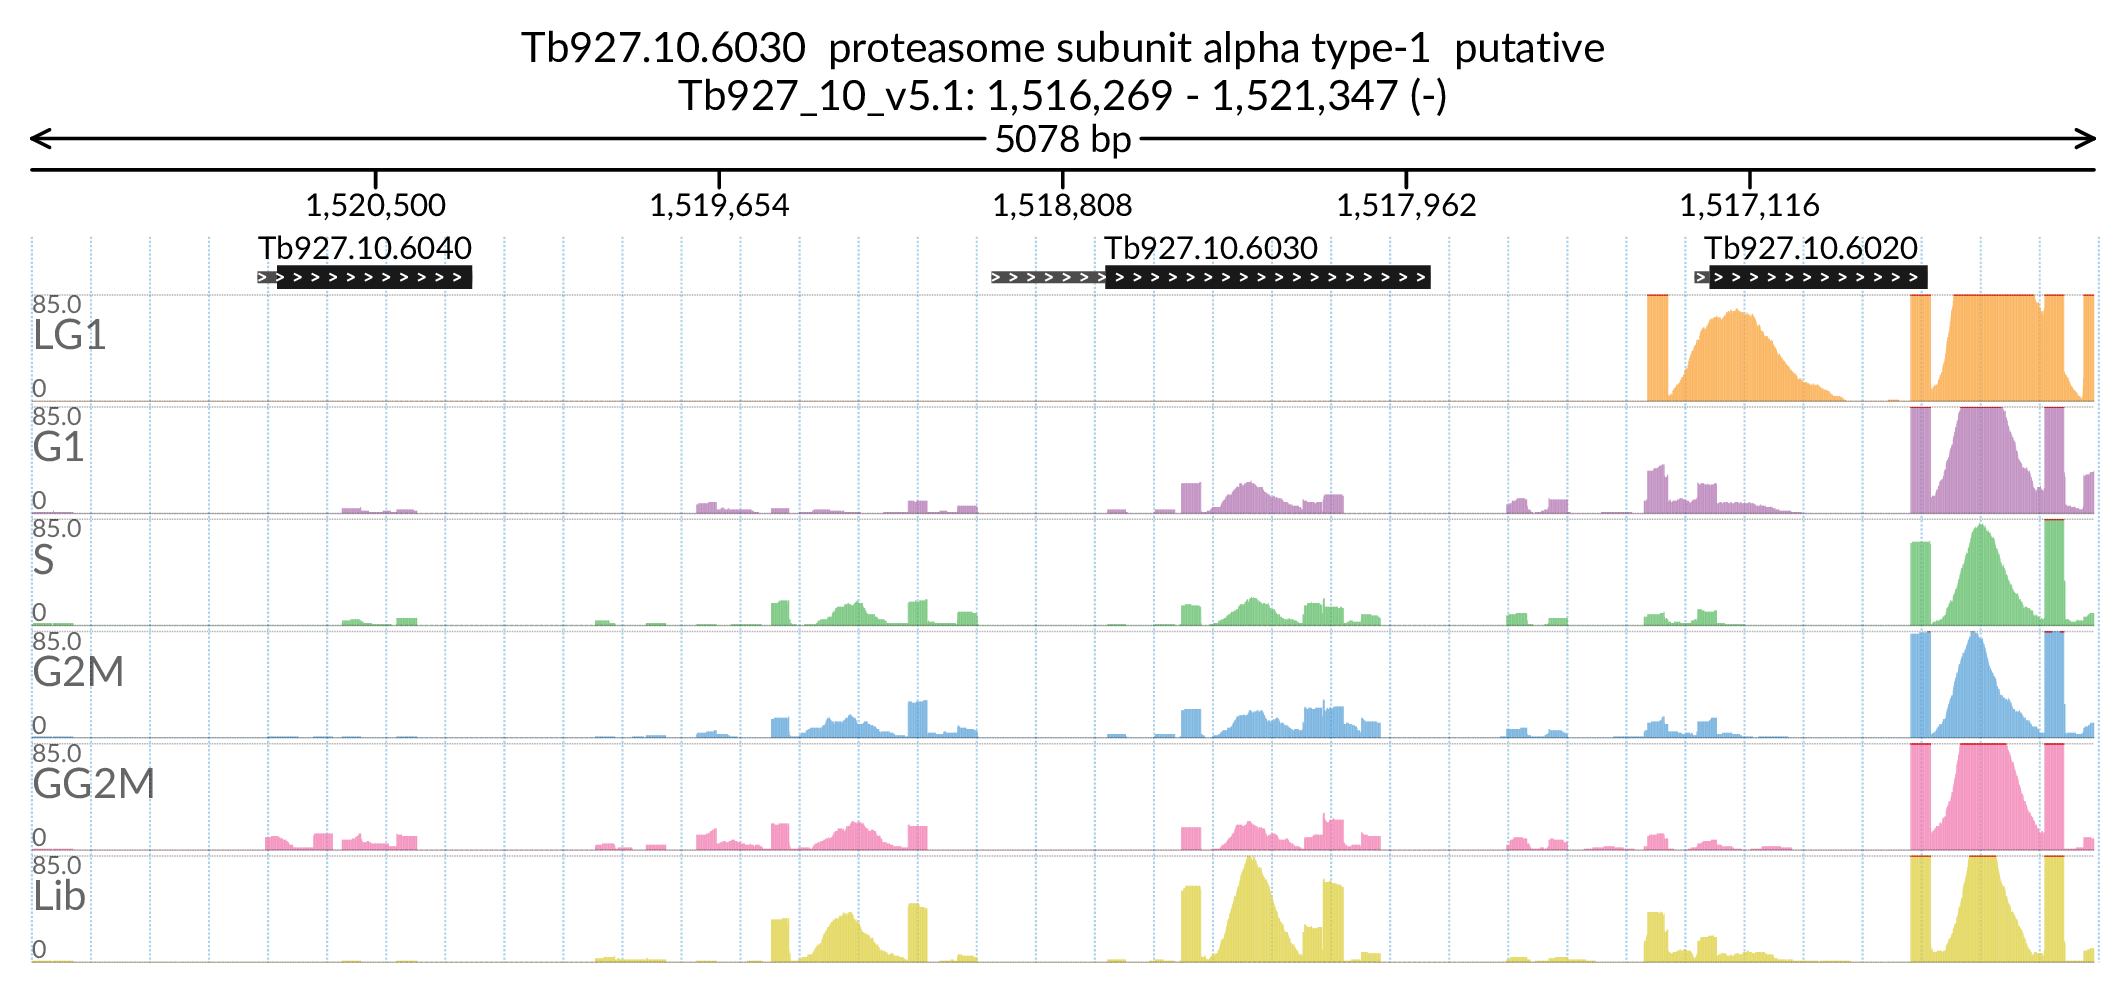 Tb927.10.6030 proteasome subunit alpha type-1 putative
Tb927_10_v5.1: 1,516,269 - 1,521,347 (-)
5078 bp
1,520,500 1,519,654 1,518,808 1,517,962 1,517,116
Tb927.10.6040 Tb927.10.6030 Tb927.10.6020
85.0
LG1
0
85.0
G1
0
85.0
S
0
85.0
G2M
0
85.0
GG2M
0
85.0
Lib
0